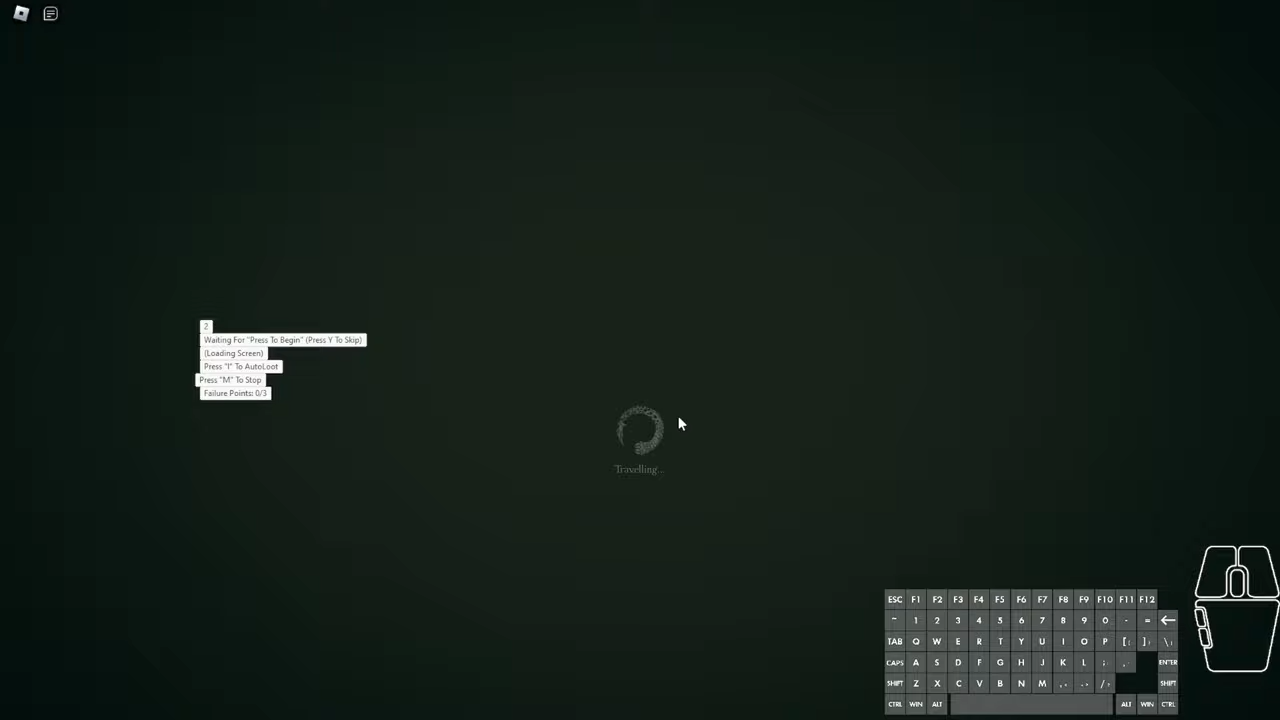 2
Waiting For "Press To Begin" (Press Y To Skip)
(Loading Screen)
Press "I" To AutoLoot
Press "M" To Stop
Failure Points: 0/3
Travelling...
ESC F1 F2 F3 F4 F5 F6 F7 F8 F9 F10 F11 F12
~ 1 2 3 4 5 6 7 8 9 0 - = ←
TAB Q W E R T Y U I O P [ ] \
CAPS A S D F G H J K L ; ENTER
SHIFT Z X C V B N M / SHIFT
CTRL WIN ALT ALT WIN CTRL